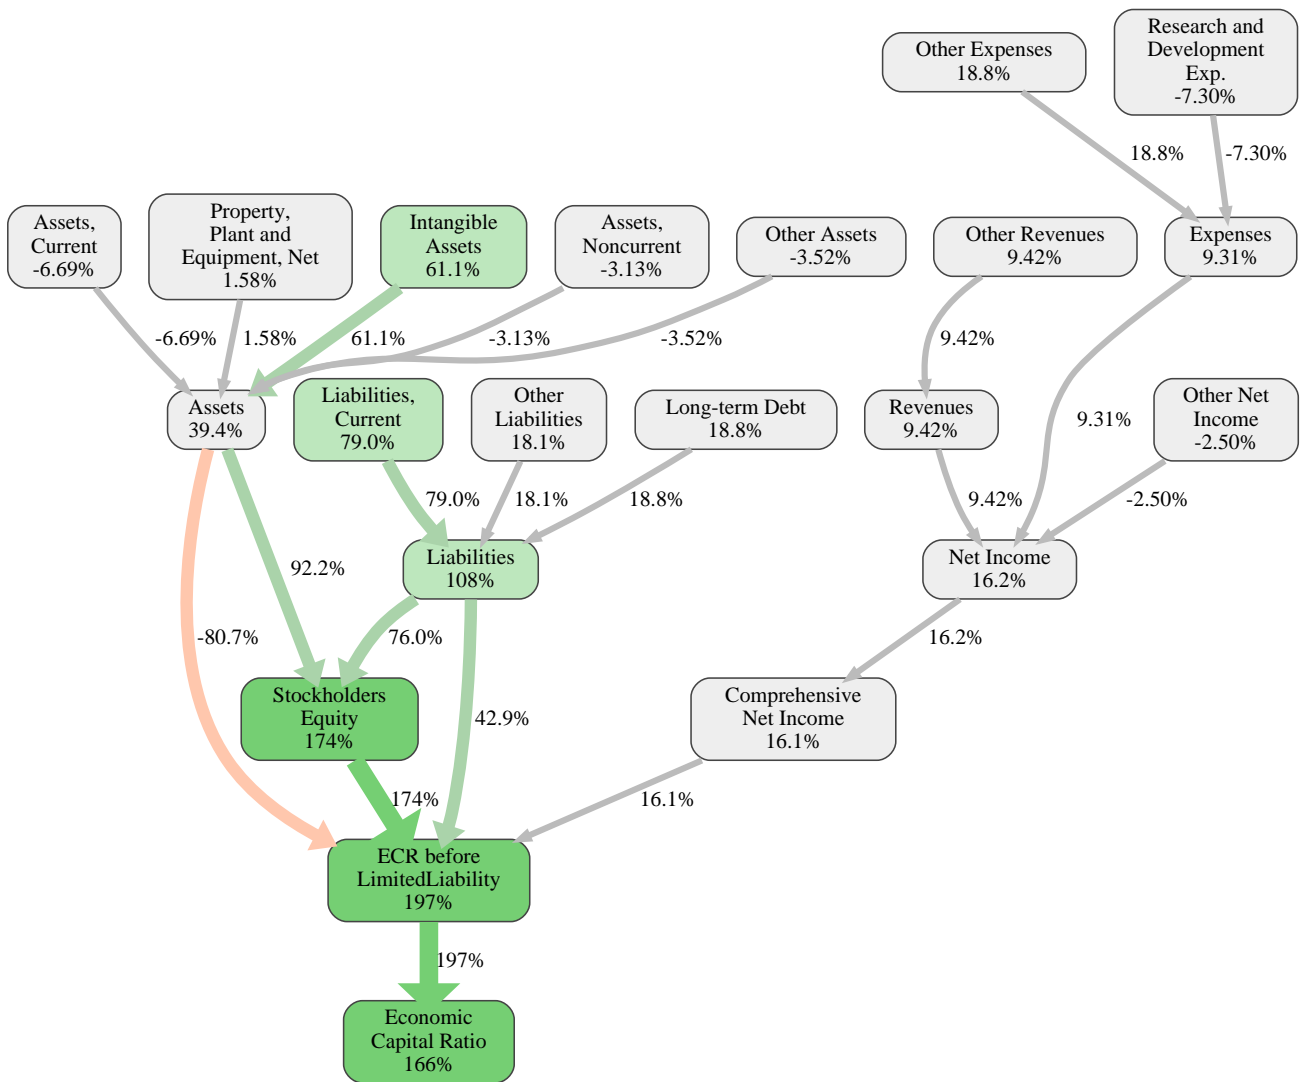 Other Expenses
18.8%
Research and
Development
Exp.
-7.30%
18.8%
-7.30%
Assets,
Current
-6.69%
Property,
Plant and
Equipment, Net
1.58%
Intangible
Assets
61.1%
Assets,
Noncurrent
-3.13%
Other Assets
-3.52%
Other Revenues
9.42%
Expenses
9.31%
-6.69%
1.58%
61.1%
-3.13%
-3.52%
9.42%
Assets
39.4%
Liabilities,
Current
79.0%
Other
Liabilities
18.1%
Long-term Debt
18.8%
Revenues
9.42%
9.31%
Other Net
Income
-2.50%
79.0%
18.1%
18.8%
9.42%
-2.50%
92.2%
Liabilities
108%
Net Income
16.2%
-80.7%
76.0%
16.2%
Stockholders
Equity
174%
42.9%
Comprehensive
Net Income
16.1%
174%
16.1%
ECR before
LimitedLiability
197%
197%
Economic
Capital Ratio
166%